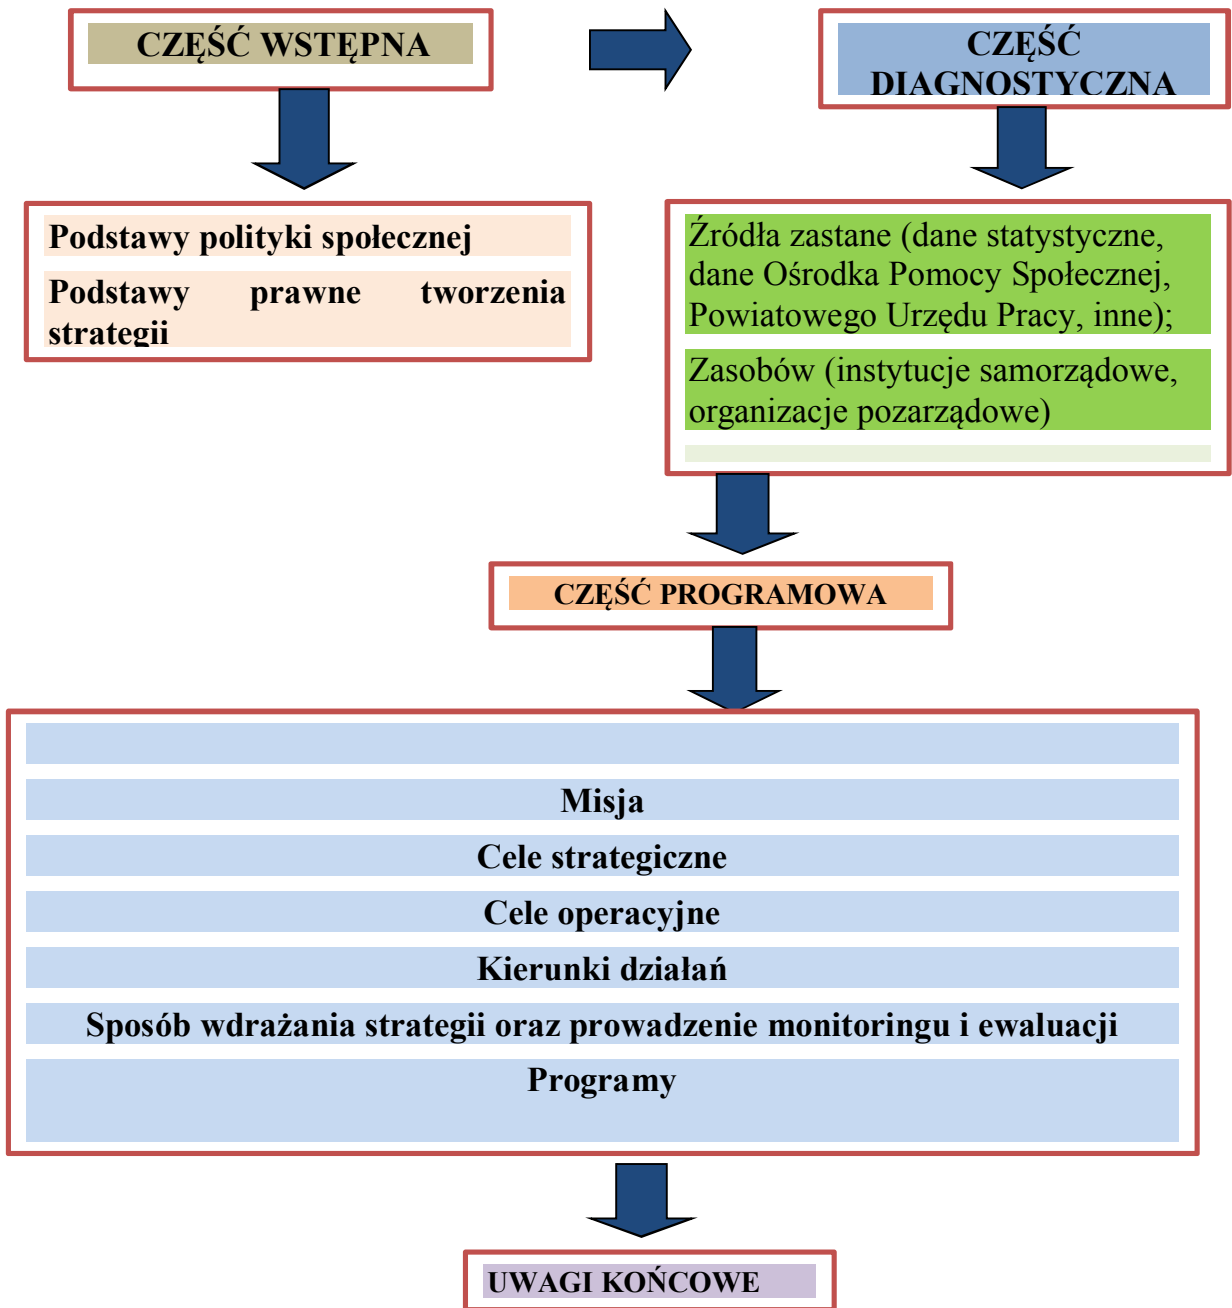 CZĘŚĆ WSTĘPNA
CZĘŚĆ
DIAGNOSTYCZNA
Podstawy polityki społecznej
Podstawy prawne tworzenia
strategii
Źródła zastane (dane statystyczne,
dane Ośrodka Pomocy Społecznej,
Powiatowego Urzędu Pracy, inne);
Zasobów (instytucje samorządowe,
organizacje pozarządowe)
CZĘŚĆ PROGRAMOWA
Misja
Cele strategiczne
Cele operacyjne
Kierunki działań
Sposób wdrażania strategii oraz prowadzenie monitoringu i ewaluacji
Programy
UWAGI KOŃCOWE